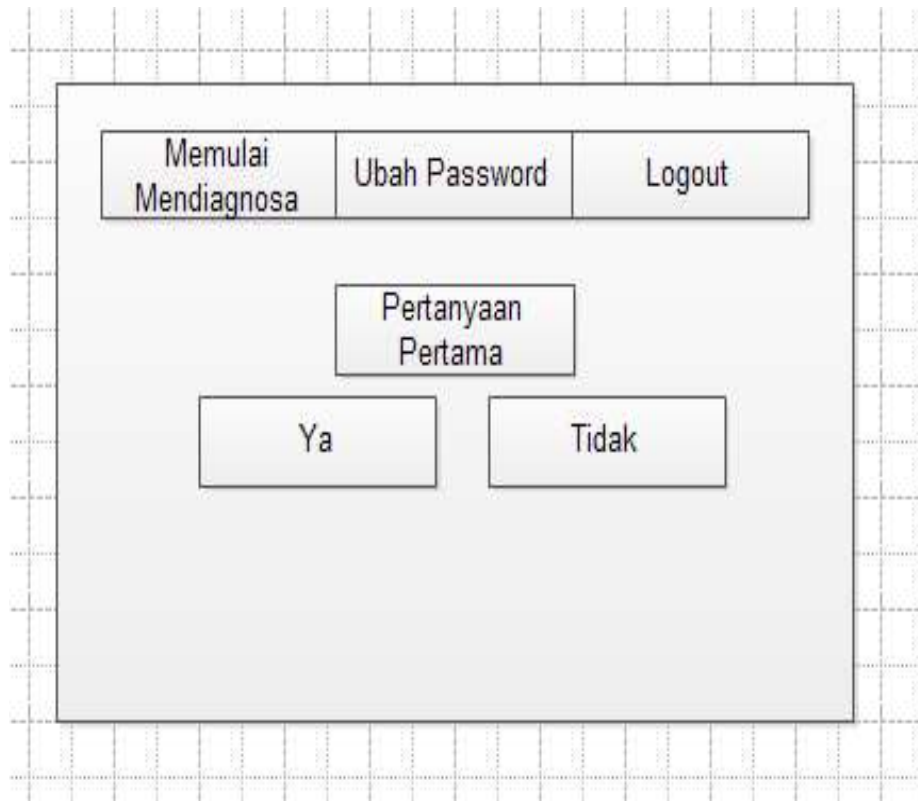 Memulai
Mendiagnosa
Ubah Password
Logout
Pertanyaan
Pertama
Ya
Tidak